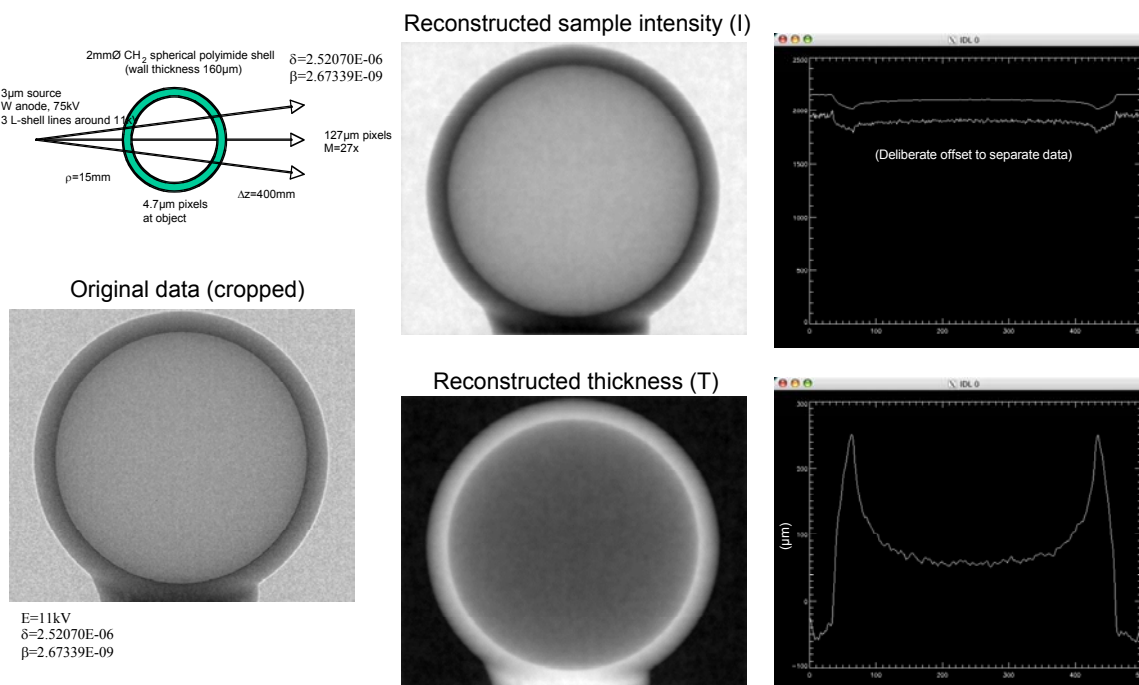 Reconstructed sample intensity (I)
2mmØ CH2 spherical polyimide shell
(wall thickness 160µm)
δ=2.52070E-06
β=2.67339E-09
3µm source
W anode, 75kV
3 L-shell lines around 11kV
127µm pixels
M=27x
ρ=15mm
Δz=400mm
4.7µm pixels
at object
IDL 0
2500
2000
1500
1000
500
0
(Deliberate offset to separate data)
100
200
300
400
Original data (cropped)
E=11kV
δ=2.52070E-06
β=2.67339E-09
Reconstructed thickness (T)
IDL 0
300
200
100
0
-100
(µm)
0
100
200
300
400